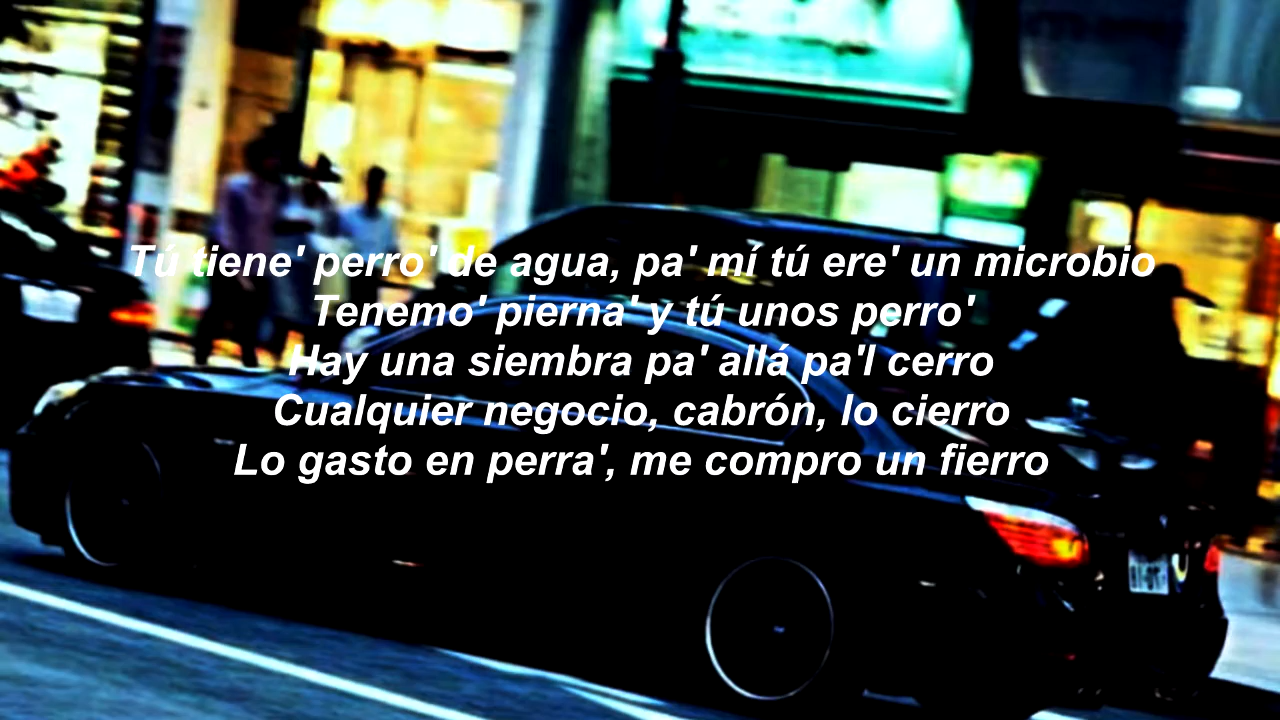 Tú tiene' perro' de agua, pa' mí tú ere' un microbio
Tenemo' pierna' y tú unos perro'
Hay una siembra pa' allá pa'l cerro
Cualquier negocio, cabrón, lo cierro
Lo gasto en perra', me compro un fierro